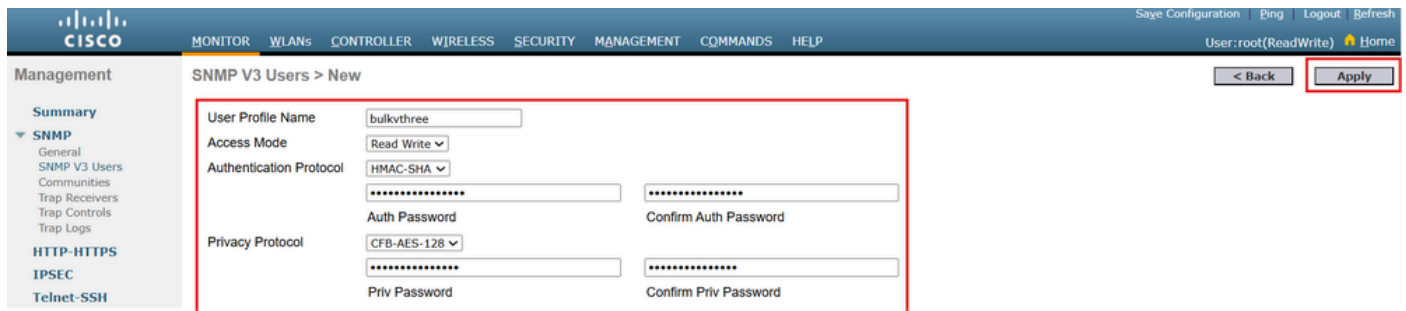 Save Configuration Ping Logout Refresh
CISCO
MONITOR WLANs CONTROLLER WIRELESS SECURITY MANAGEMENT COMMANDS HELP
User:root(ReadWrite) Home
Management
Summary
SNMP
General
SNMP V3 Users
Communities
Trap Receivers
Trap Controls
Trap Logs
HTTP-HTTPS
IPSEC
Telnet-SSH
SNMP V3 Users > New
< Back
Apply
User Profile Name bulkvthree
Access Mode Read Write
Authentication Protocol HMAC-SHA
•••••••••••••••• ••••••••••••••••
Auth Password Confirm Auth Password
Privacy Protocol CFB-AES-128
••••••••••••••• •••••••••••••••
Priv Password Confirm Priv Password